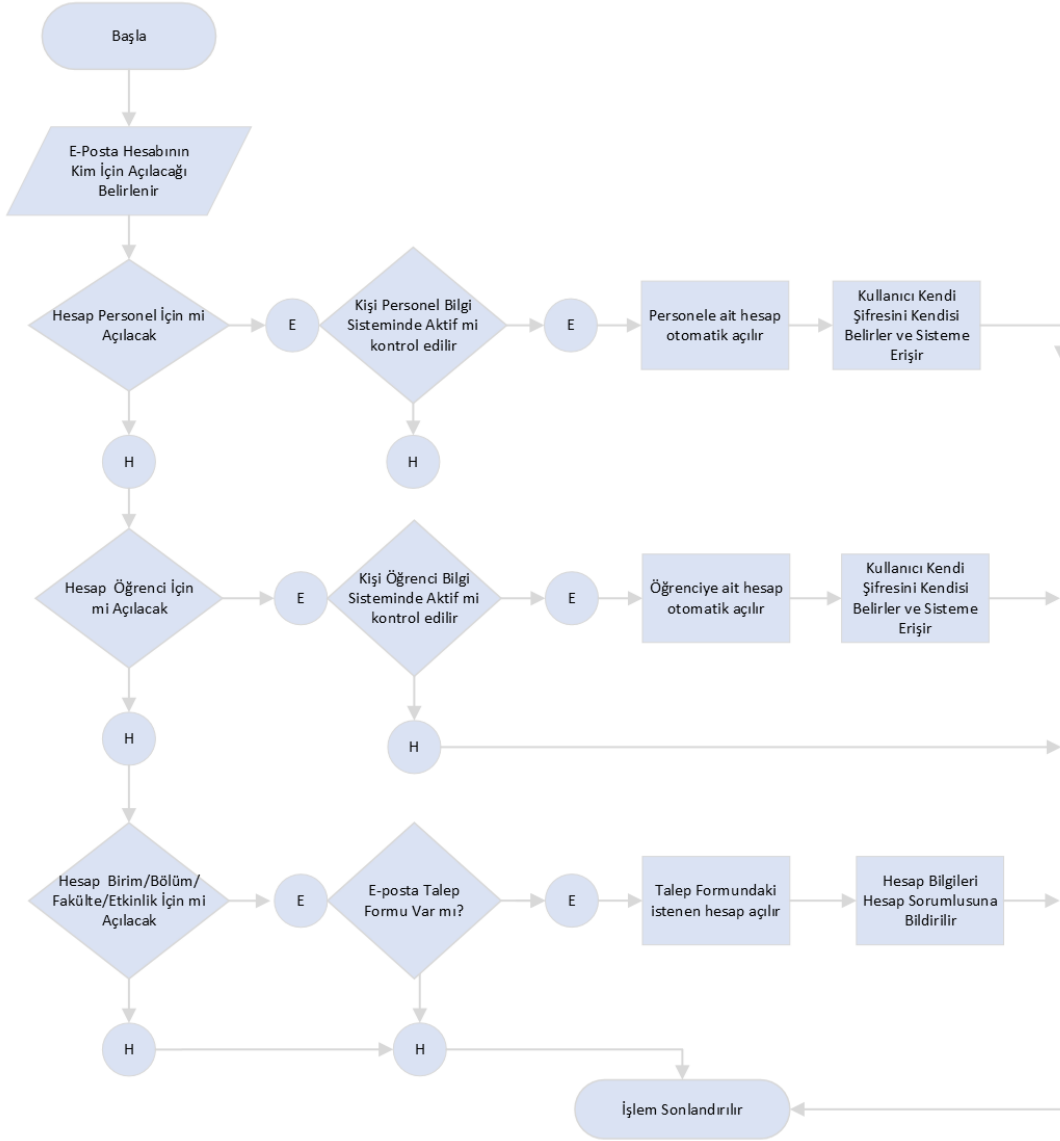 Başla
E-Posta Hesabının
Kim İçin Açılacağı
Belirlenir
Hesap Personel İçin mi
Açılacak
E
Kişi Personel Bilgi
Sisteminde Aktif mi
kontrol edilir
E
Personele ait hesap
otomatik açılır
Kullanıcı Kendi
Şifresini Kendisi
Belirler ve Sisteme
Erişir
H
H
Hesap Öğrenci İçin
mi Açılacak
E
Kişi Öğrenci Bilgi
Sisteminde Aktif mi
kontrol edilir
E
Öğrenciye ait hesap
otomatik açılır
Kullanıcı Kendi
Şifresini Kendisi
Belirler ve Sisteme
Erişir
H
H
Hesap Birim/Bölüm/
Fakülte/Etkinlik İçin mi
Açılacak
E
E-posta Talep
Formu Var mı?
E
Talep Formundaki
istenen hesap açılır
Hesap Bilgileri
Hesap Sorumlusuna
Bildirilir
H
H
İşlem Sonlandırılır